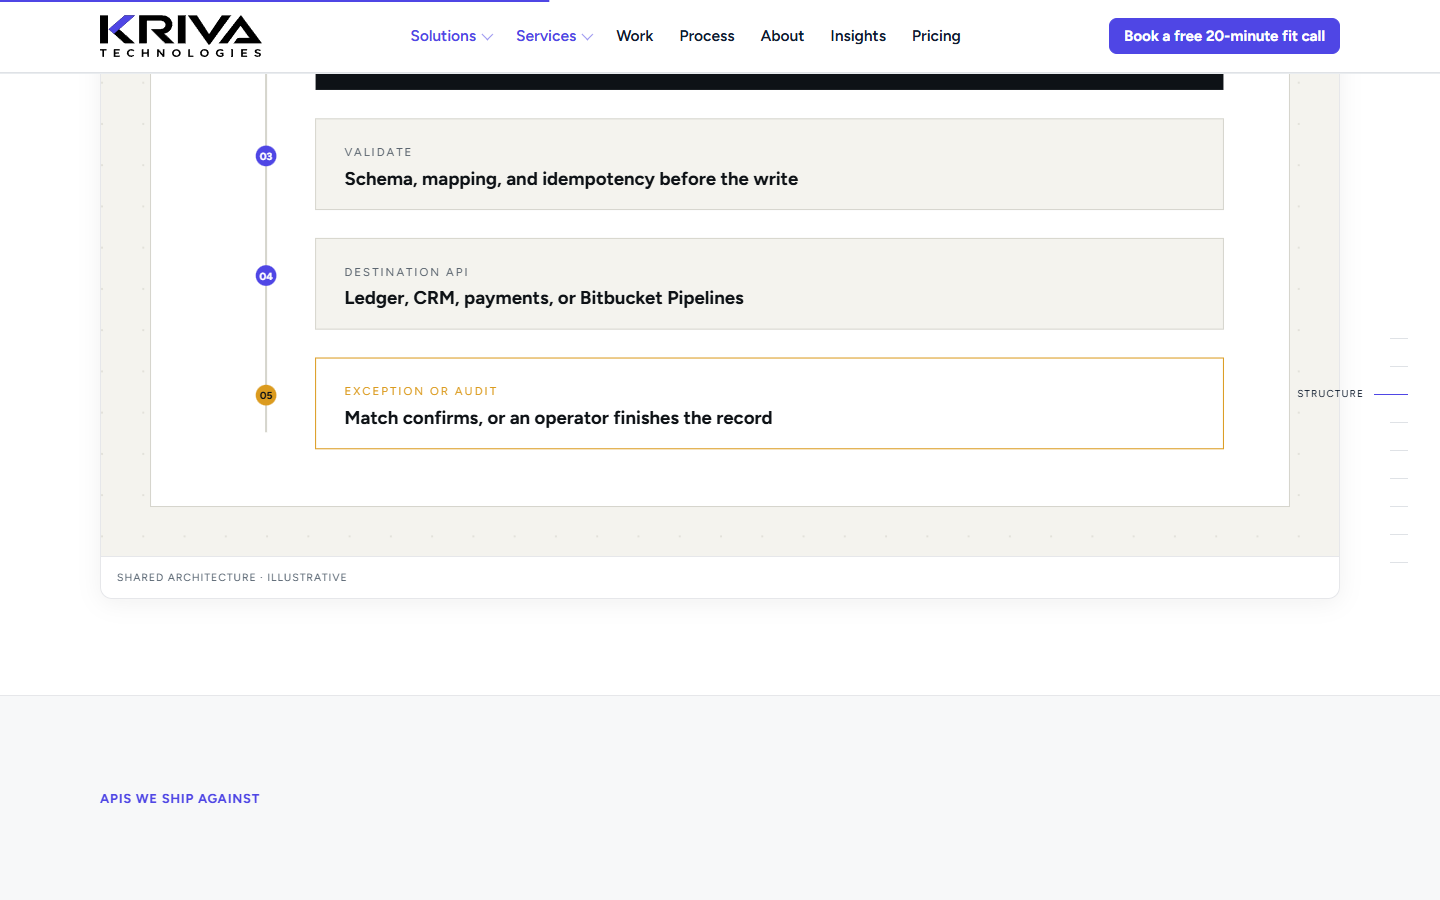 KRIVA
TECHNOLOGIES
Solutions
Services
Work
Process
About
Insights
Pricing
Book a free 20-minute fit call
03
VALIDATE
Schema, mapping, and idempotency before the write
04
DESTINATION API
Ledger, CRM, payments, or Bitbucket Pipelines
05
EXCEPTION OR AUDIT
Match confirms, or an operator finishes the record
STRUCTURE
SHARED ARCHITECTURE · ILLUSTRATIVE
APIS WE SHIP AGAINST